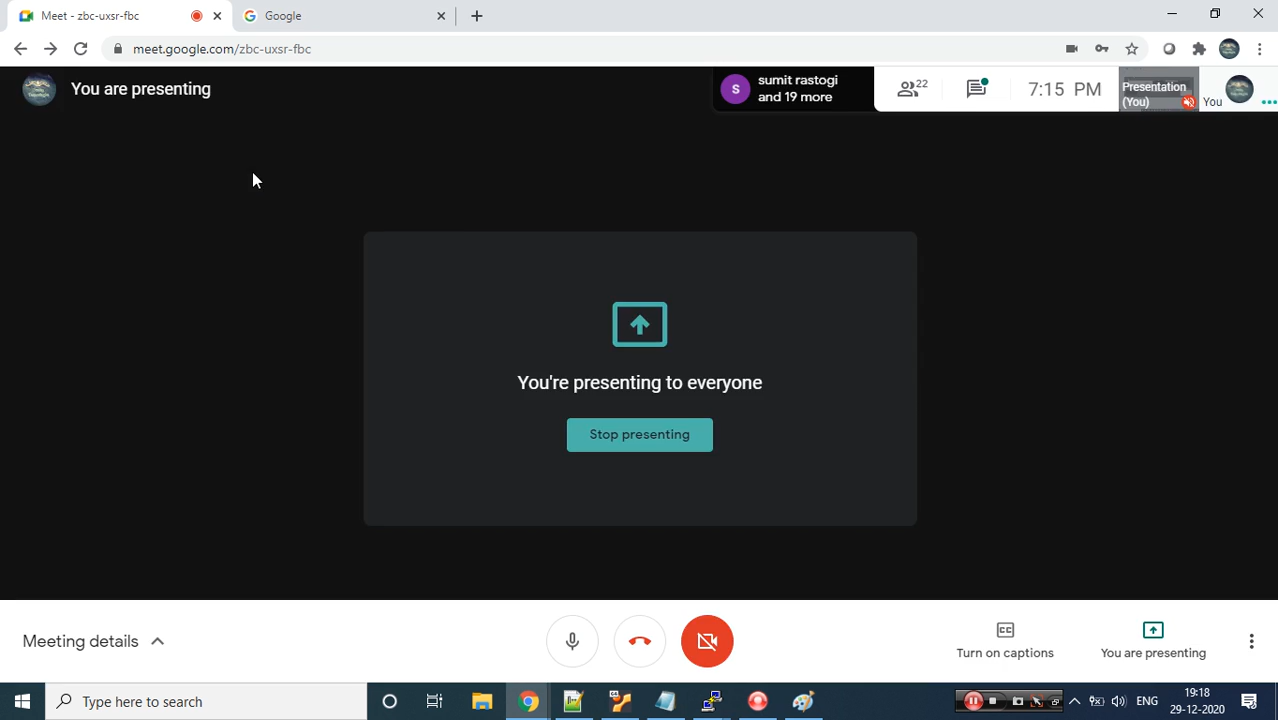 Meet - zbc-uxsr-fbc
Google
meet.google.com/zbc-uxsr-fbc
You are presenting
S
sumit rastogi
and 19 more
22
7:15 PM
Presentation
(You)
You
You're presenting to everyone
Stop presenting
Meeting details
CC
Turn on captions
You are presenting
Type here to search
ENG
19:18
29-12-2020